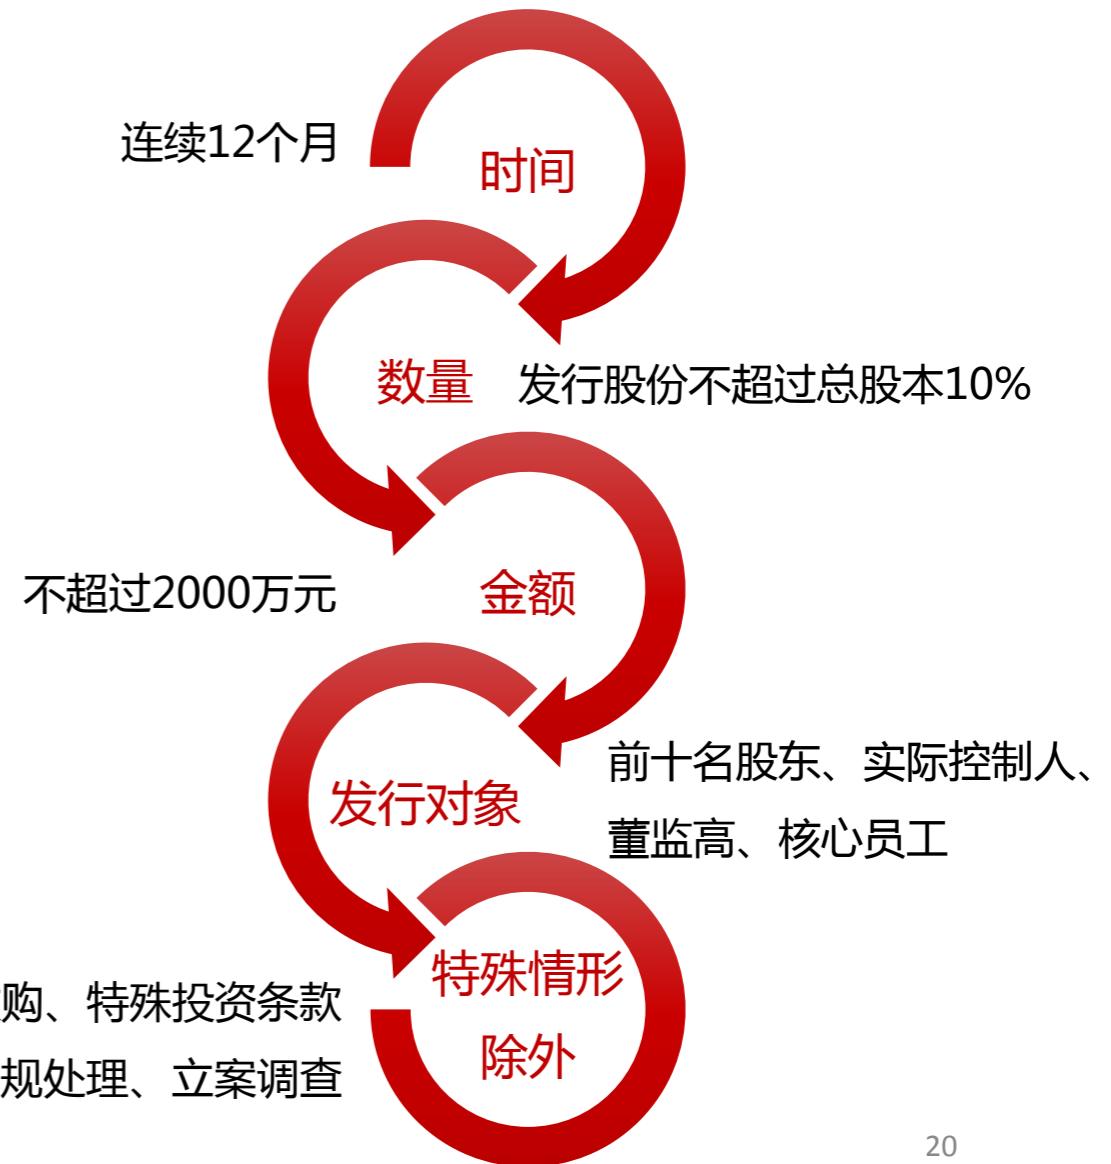 连续12个月
时间
数量
发行股份不超过总股本10%
不超过2000万元
金额
发行对象
前十名股东、实际控制人、
董监高、核心员工
特殊情形
除外
购、特殊投资条款
规处理、立案调查
20